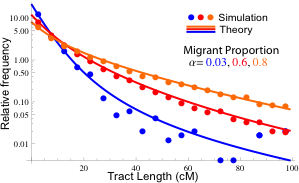 Simulation
Theory
Migrant Proportion
α= 0.03, 0.6, 0.8
Relative frequency
10.00
5.00
1.00
0.50
0.10
0.05
0.01
0
20
40
60
80
100
Tract Length (cM)